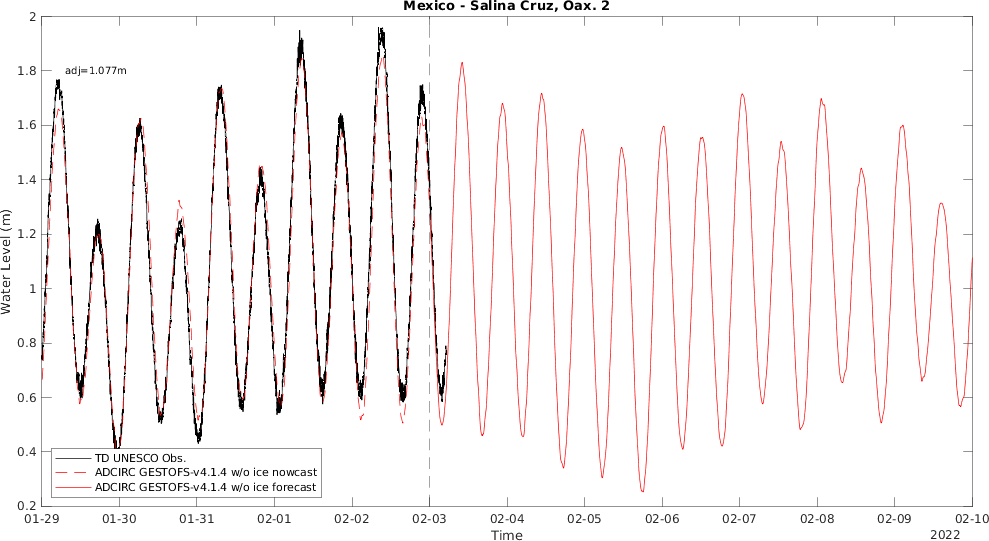 Mexico - Salina Cruz, Oax. 2
2
1.8
1.6
1.4
1.2
1
0.8
0.6
0.4
0.2
Water Level (m)
adj=1.077m
TD UNESCO Obs.
ADCIRC GESTOFS-v4.1.4 w/o ice nowcast
ADCIRC GESTOFS-v4.1.4 w/o ice forecast
01-29 01-30 01-31 02-01 02-02 02-03 02-04 02-05 02-06 02-07 02-08 02-09 02-10
Time
2022